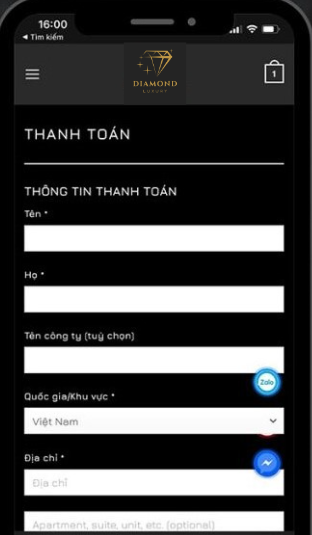 16:00
◀ Tìm kiếm
DIAMOND
LUXURY
1
THANH TOÁN
THÔNG TIN THANH TOÁN
Tên *
Họ *
Tên công ty (tuỳ chọn)
Zalo
Quốc gia/Khu vực *
Việt Nam
Địa chỉ *
Địa chỉ
Apartment, suite, unit, etc. (optional)